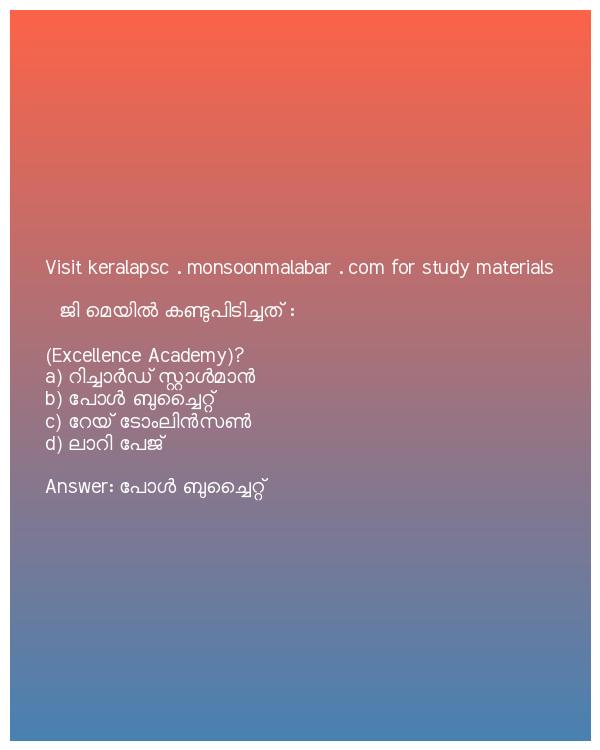 Visit keralapsc . monsoonmalabar . com for study materials
ജി മെയിൽ കണ്ടുപിടിച്ചത് :
(Excellence Academy)?
a) റിച്ചാർഡ് സ്റ്റാൾമാൻ
b) പോൾ ബുച്ചൈറ്റ്
c) റേയ് ടോംലിൻസൺ
d) ലാറി പേജ്
Answer: പോൾ ബുച്ചൈറ്റ്